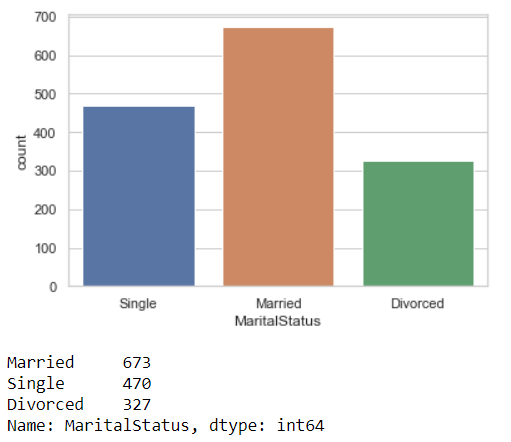 700
600
500
400
300
200
100
0
count
Single Married Divorced
MaritalStatus
Married 673
Single 470
Divorced 327
Name: MaritalStatus, dtype: int64